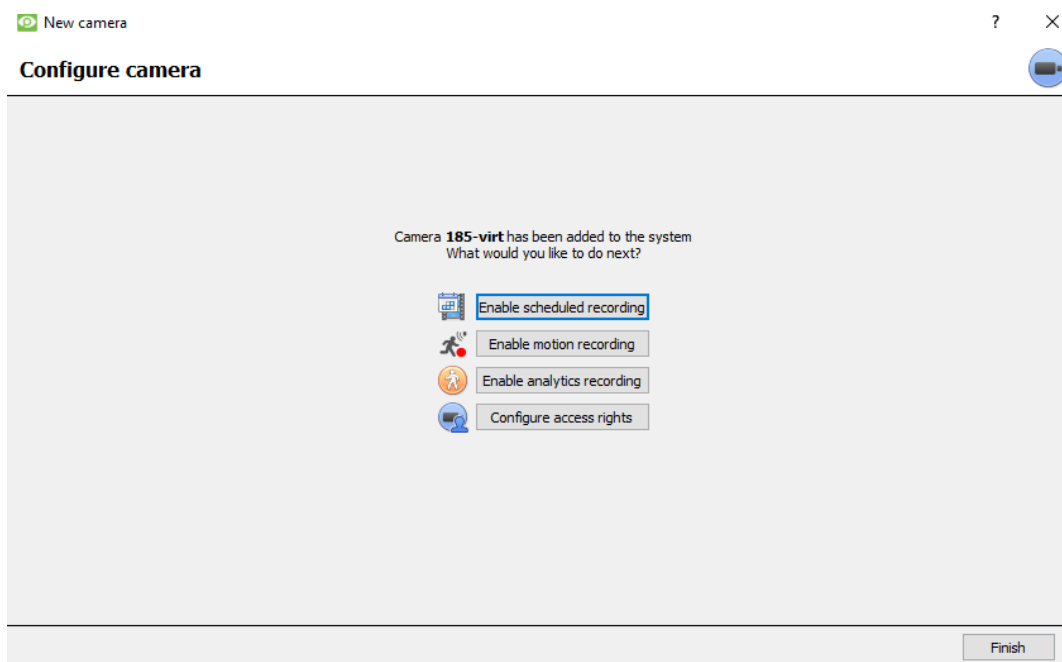 New camera
?
Configure camera
Camera 185-virt has been added to the system
What would you like to do next?
Enable scheduled recording
Enable motion recording
Enable analytics recording
Configure access rights
Finish